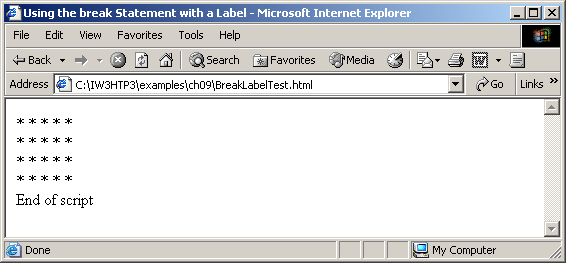 Using the break Statement with a Label - Microsoft Internet Explorer
File Edit View Favorites Tools Help
Back Search Favorites Media
Address C:\IW3HTP3\examples\ch09\BreakLabelTest.html Go Links »
* * * * *
* * * * *
* * * * *
* * * * *
End of script
Done My Computer